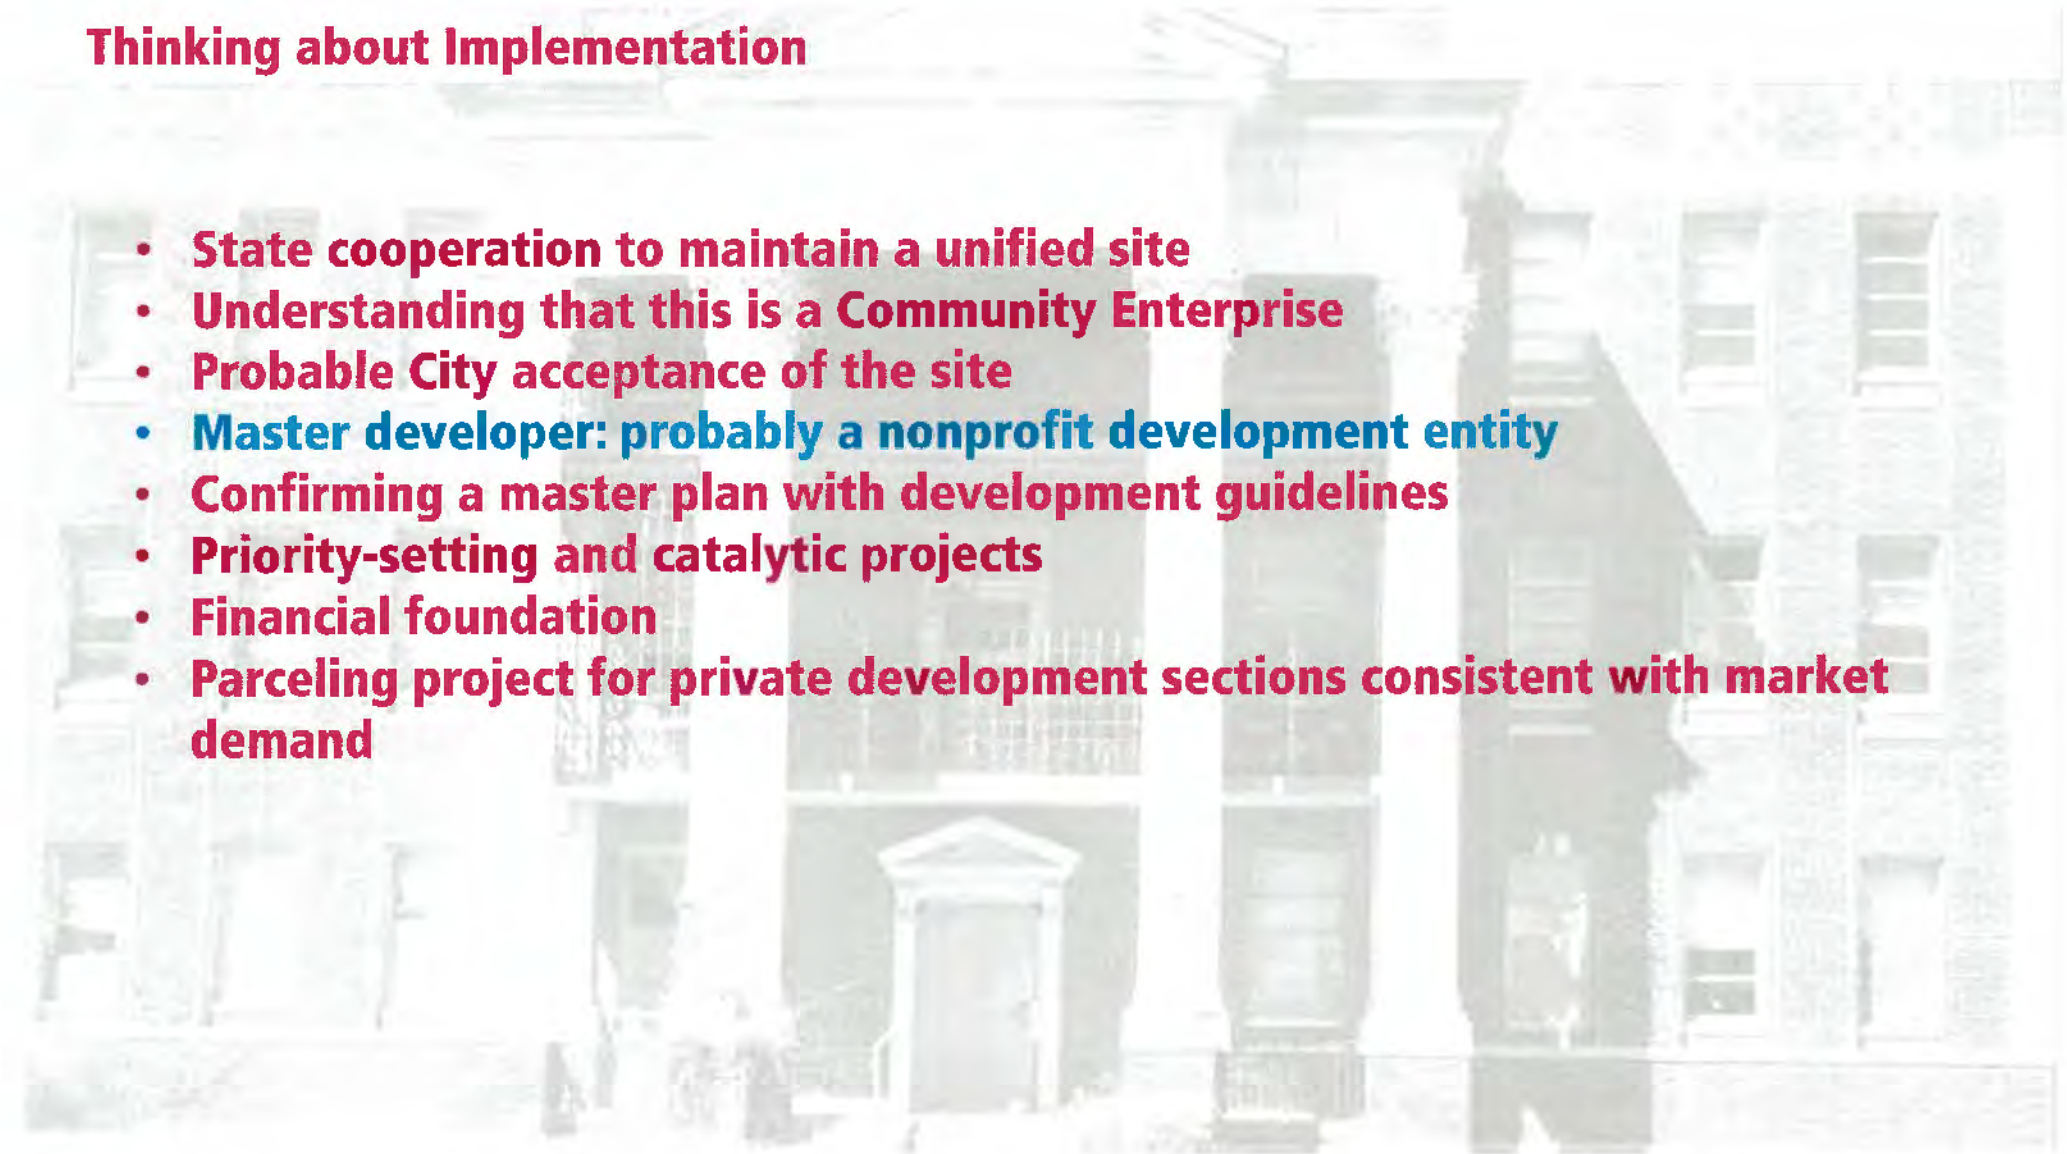 Thinking about Implementation
• State cooperation to maintain a unified site
• Understanding that this is a Community Enterprise
• Probable City acceptance of the site
• Master developer: probably a nonprofit development entity
• Confirming a master plan with development guidelines
• Priority-setting and catalytic projects
• Financial foundation
• Parceling project for private development sections consistent with market
demand